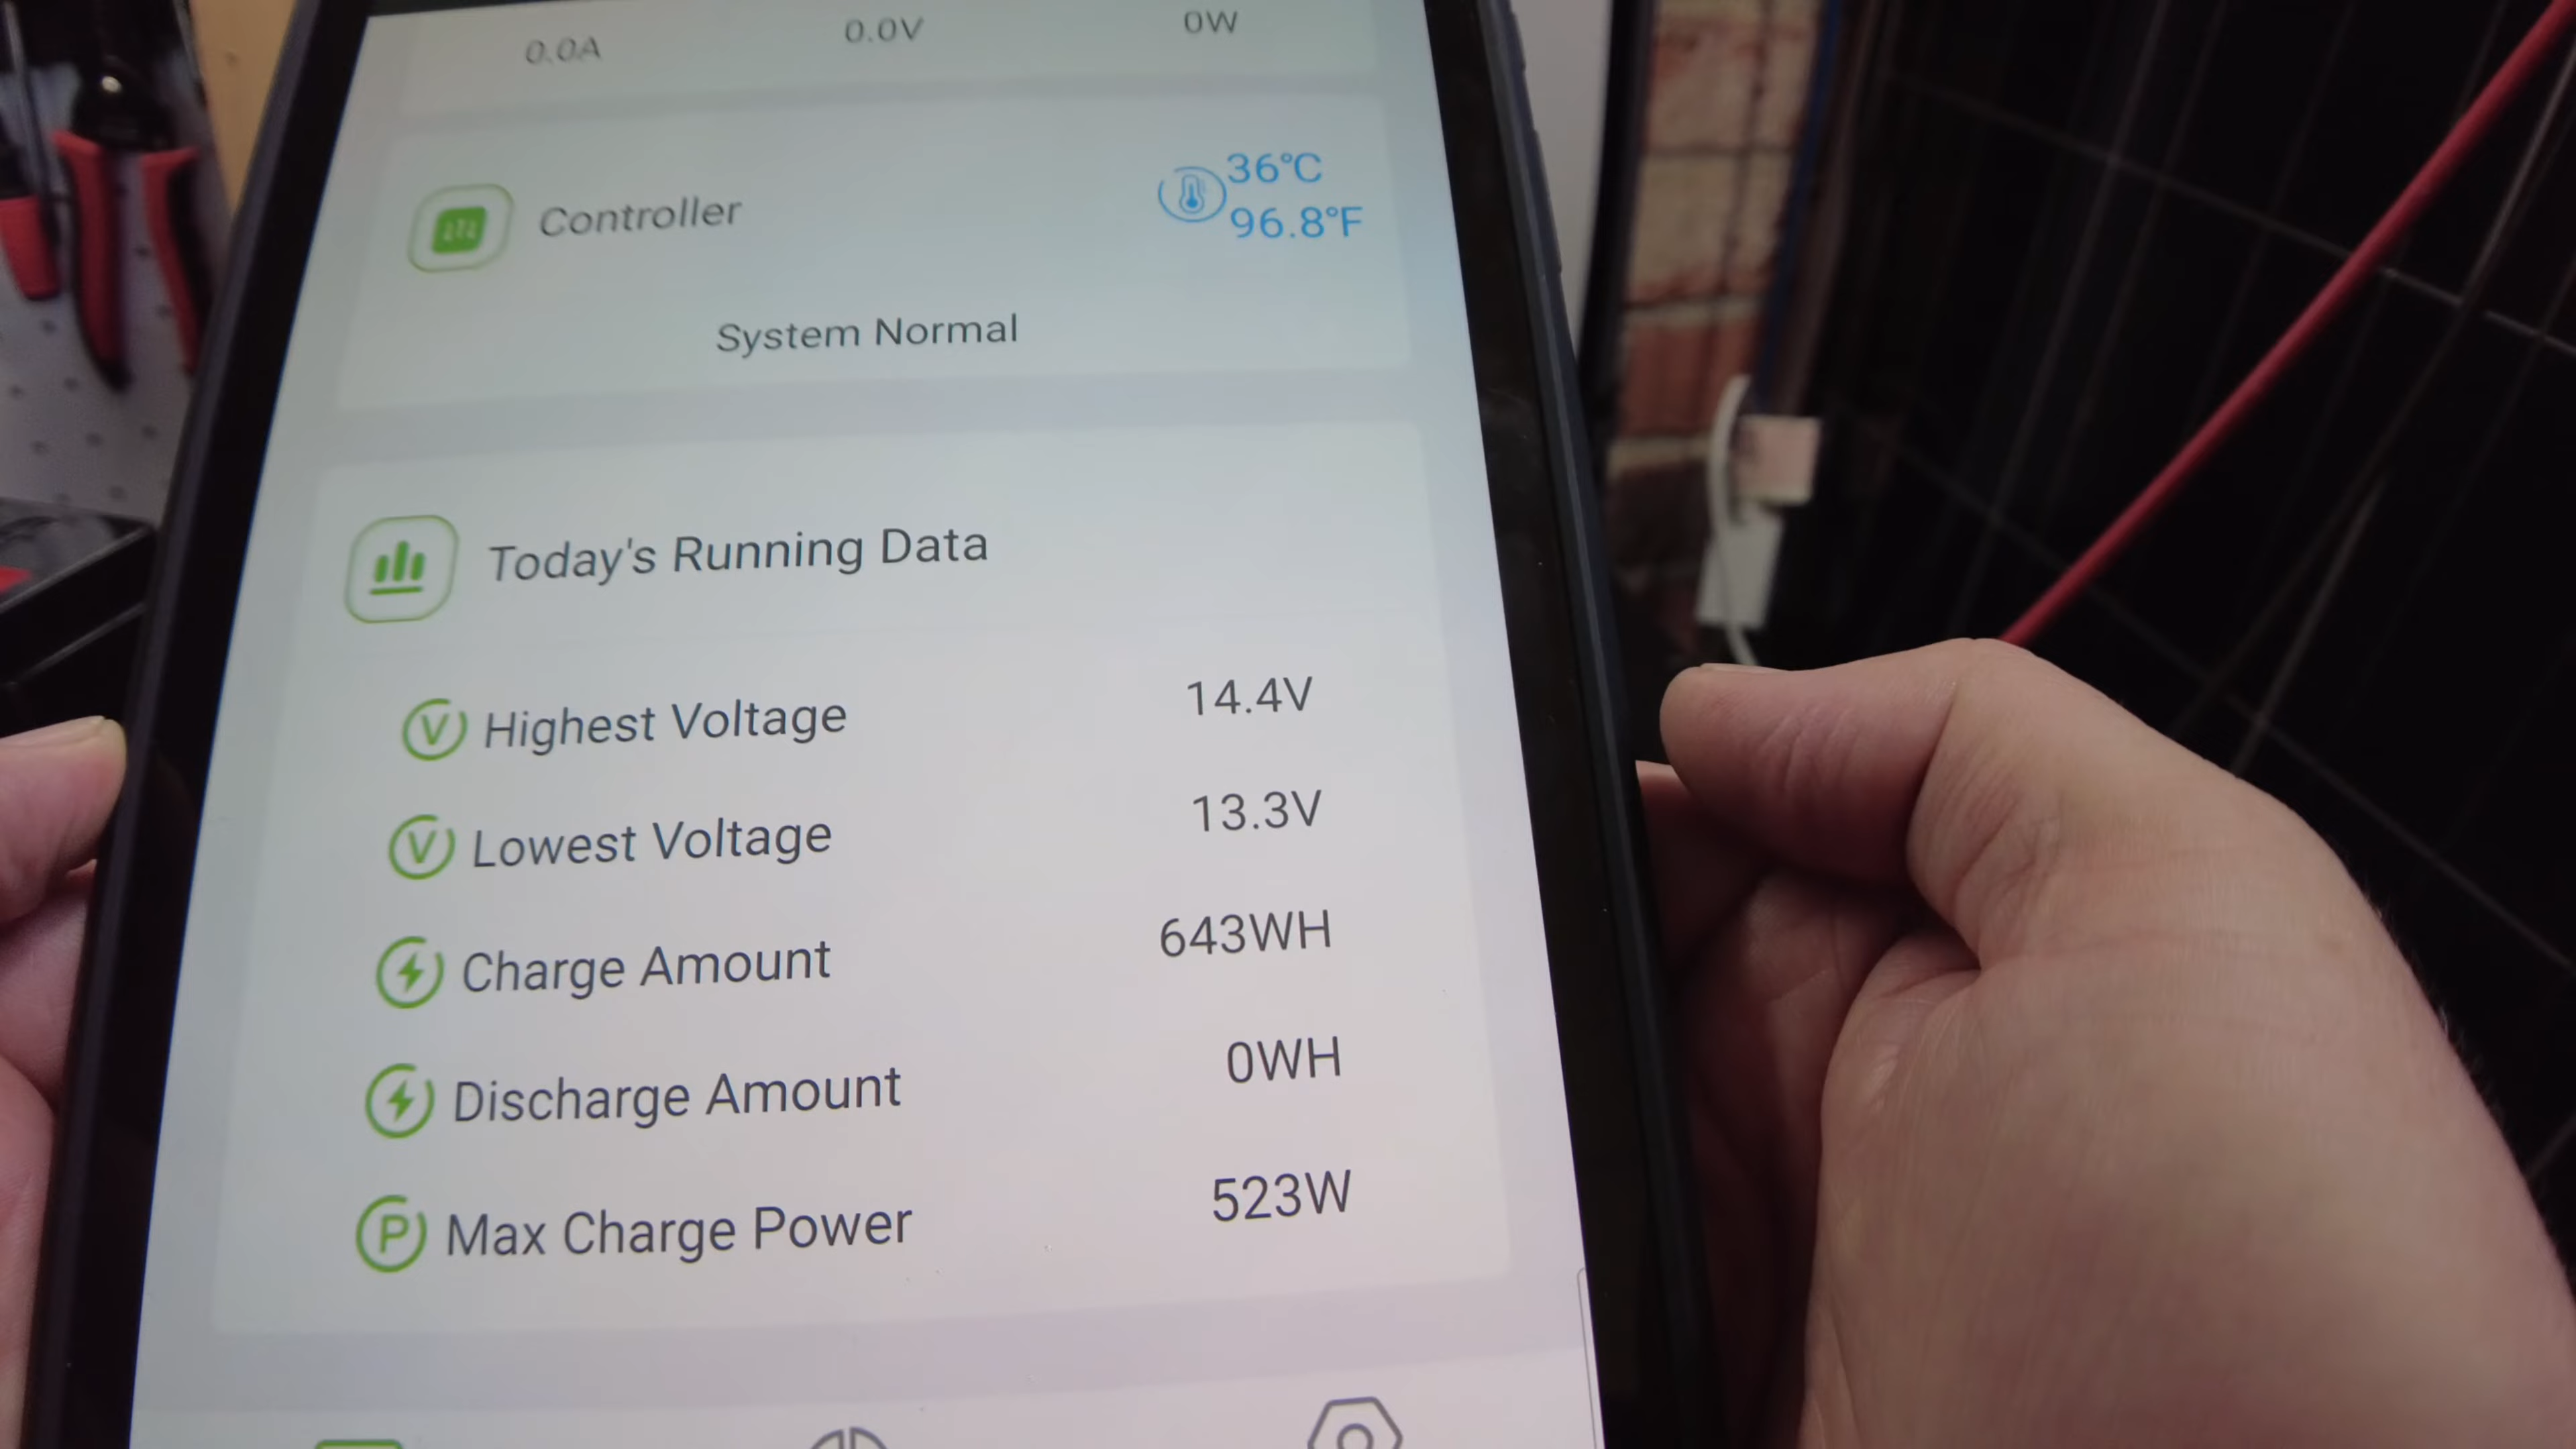 0.0A 0.0V 0W
Controller 36°C
96.8°F
System Normal
Today's Running Data
Highest Voltage 14.4V
Lowest Voltage 13.3V
Charge Amount 643WH
Discharge Amount 0WH
Max Charge Power 523W